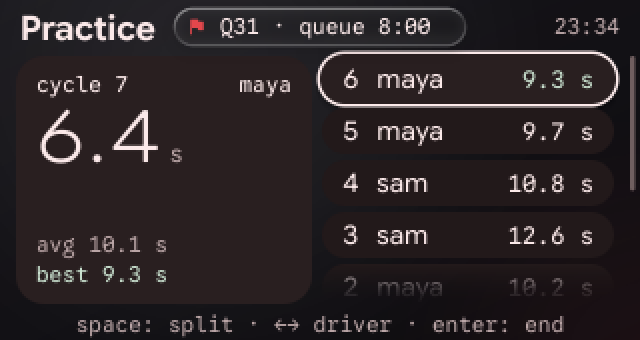 Practice Q31 · queue 8:00 23:34
cycle 7 maya
6.4 s
avg 10.1 s
best 9.3 s
6 maya 9.3 s
5 maya 9.7 s
4 sam 10.8 s
3 sam 12.6 s
2 maya 10.2 s
space: split · ↔ driver · enter: end